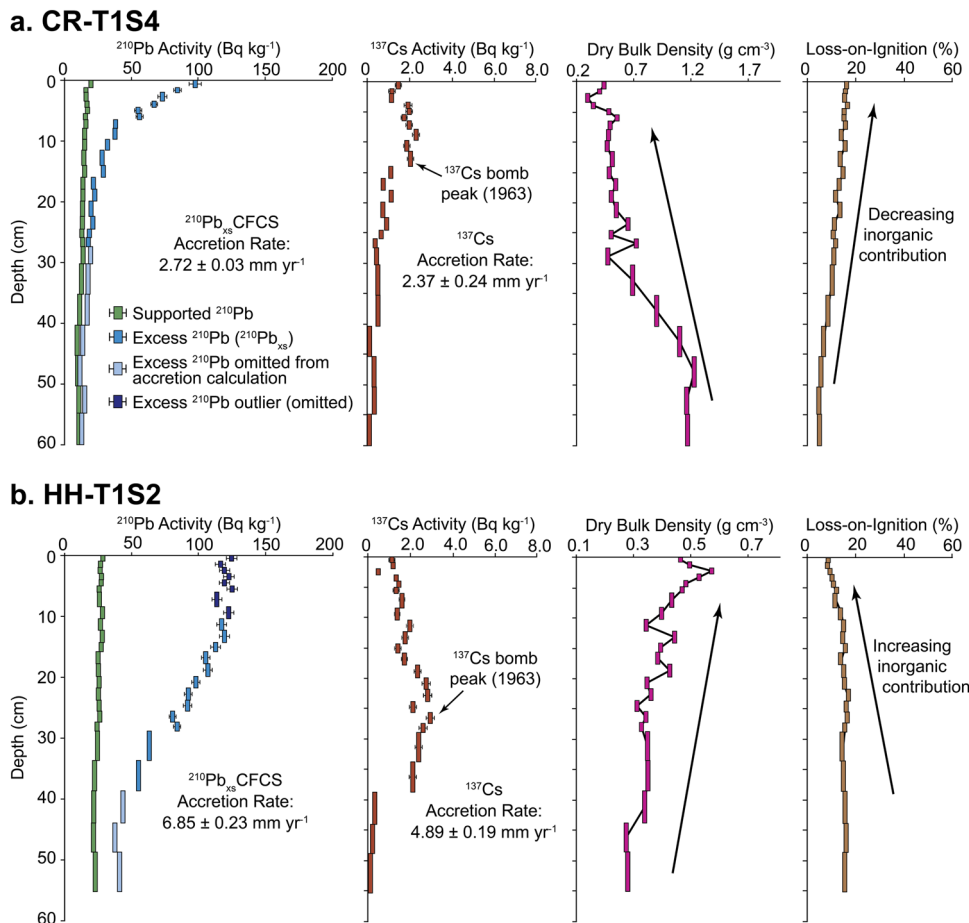 a. CR-T1S4
²¹⁰Pb Activity (Bq kg⁻¹)
0 50 100 150 200
¹³⁷Cs Activity (Bq kg⁻¹)
0 2.0 4.0 6.0 8.0
Dry Bulk Density (g cm⁻³)
0.2 0.7 1.2 1.7
Loss-on-Ignition (%)
0 20 40 60
Depth (cm)
0
10
20
30
40
50
60
²¹⁰PbₓₛCFCS
Accretion Rate:
2.72 ± 0.03 mm yr⁻¹
Supported ²¹⁰Pb
Excess ²¹⁰Pb (²¹⁰Pbₓₛ)
Excess ²¹⁰Pb omitted from
accretion calculation
Excess ²¹⁰Pb outlier (omitted)
¹³⁷Cs bomb
peak (1963)
¹³⁷Cs
Accretion Rate:
2.37 ± 0.24 mm yr⁻¹
Decreasing
inorganic
contribution
b. HH-T1S2
²¹⁰Pb Activity (Bq kg⁻¹)
0 50 100 150 200
¹³⁷Cs Activity (Bq kg⁻¹)
0 2.0 4.0 6.0 8.0
Dry Bulk Density (g cm⁻³)
0.1 0.3 0.5 0.7
Loss-on-Ignition (%)
0 20 40 60
Depth (cm)
0
10
20
30
40
50
60
²¹⁰PbₓₛCFCS
Accretion Rate:
6.85 ± 0.23 mm yr⁻¹
¹³⁷Cs bomb
peak (1963)
¹³⁷Cs
Accretion Rate:
4.89 ± 0.19 mm yr⁻¹
Increasing
inorganic
contribution